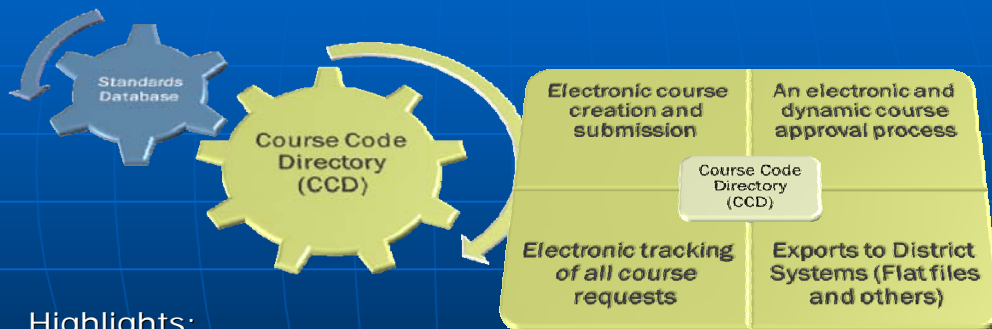 Standards
Database
Course Code
Directory
(CCD)
Electronic course
creation and
submission
An electronic and
dynamic course
approval process
Course Code
Directory
(CCD)
Electronic tracking
of all course
requests
Exports to District
Systems (Flat files
and others)
Highlights: